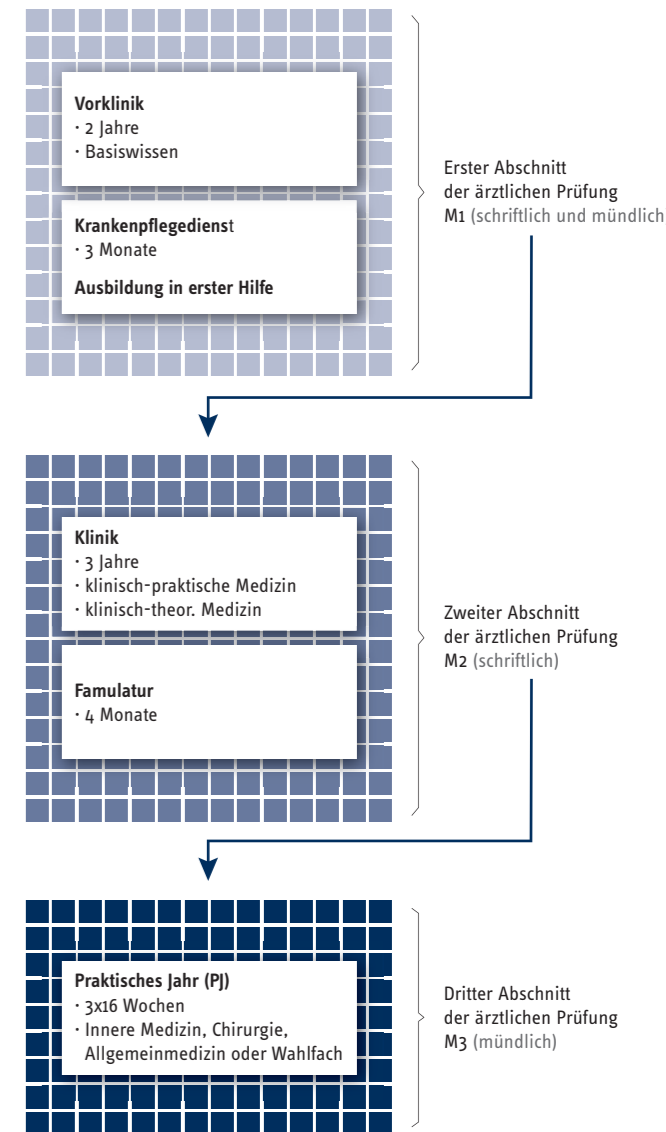 Vorklinik
· 2 Jahre
· Basiswissen
Krankenpflegedienst
· 3 Monate
Ausbildung in erster Hilfe
Erster Abschnitt
der ärztlichen Prüfung
M1 (schriftlich und mündlich
Klinik
· 3 Jahre
· klinisch-praktische Medizin
· klinisch-theor. Medizin
Famulatur
· 4 Monate
Zweiter Abschnitt
der ärztlichen Prüfung
M2 (schriftlich)
Praktisches Jahr (PJ)
· 3x16 Wochen
· Innere Medizin, Chirurgie,
Allgemeinmedizin oder Wahlfach
Dritter Abschnitt
der ärztlichen Prüfung
M3 (mündlich)